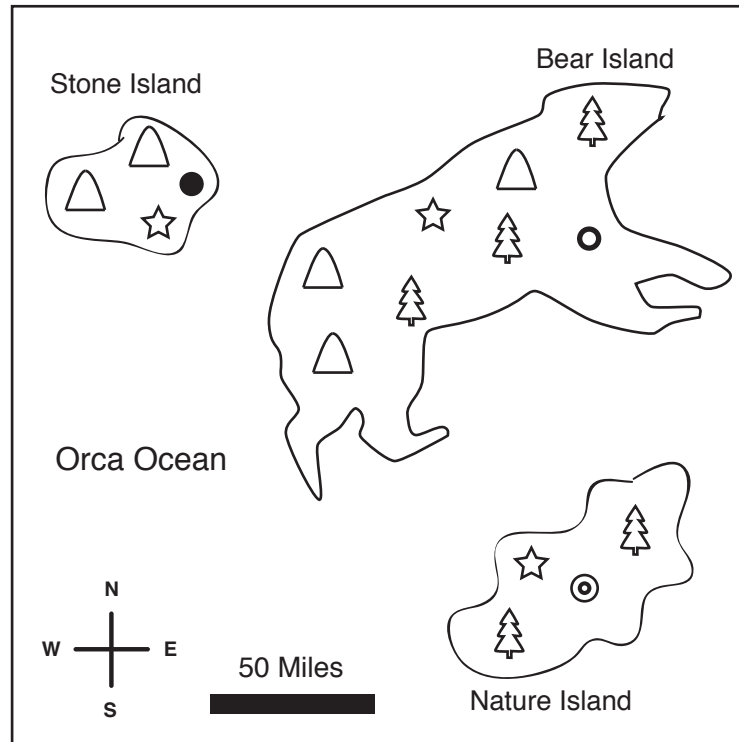 Bear Island
Stone Island
Orca Ocean
N
W
E
S
50 Miles
Nature Island